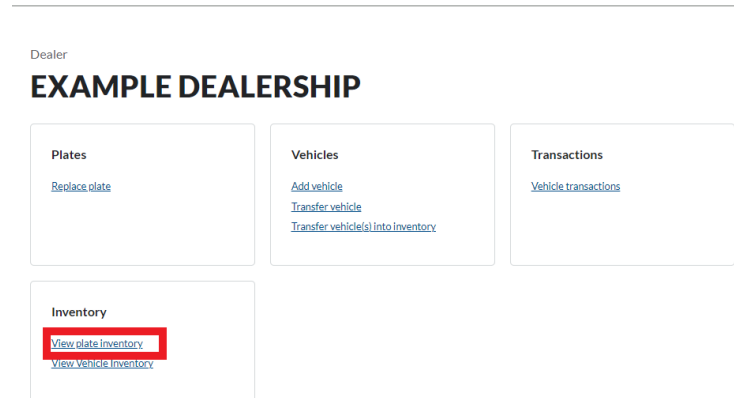 Dealer
EXAMPLE DEALERSHIP
Plates
Replace plate
Vehicles
Add vehicle
Transfer vehicle
Transfer vehicle(s) into inventory
Transactions
Vehicle transactions
Inventory
View plate inventory
View Vehicle Inventory